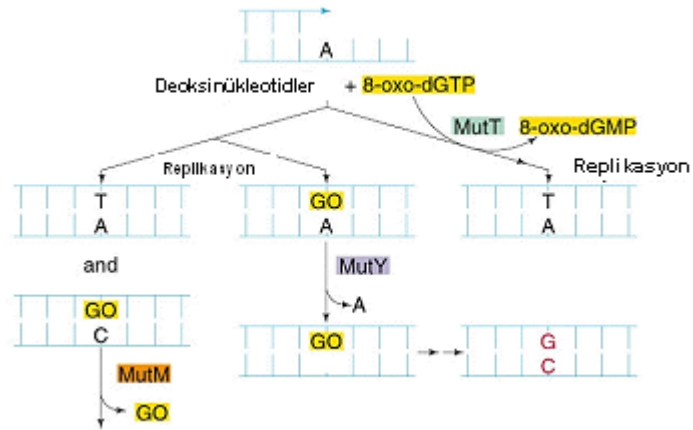 A
Deoksinükleotidler + 8-oxo-dGTP
MutT 8-oxo-dGMP
Replikasyon
Replikasyon
T
A
GO
A
T
A
and
MutY
A
GO
C
GO
G
C
MutM
GO